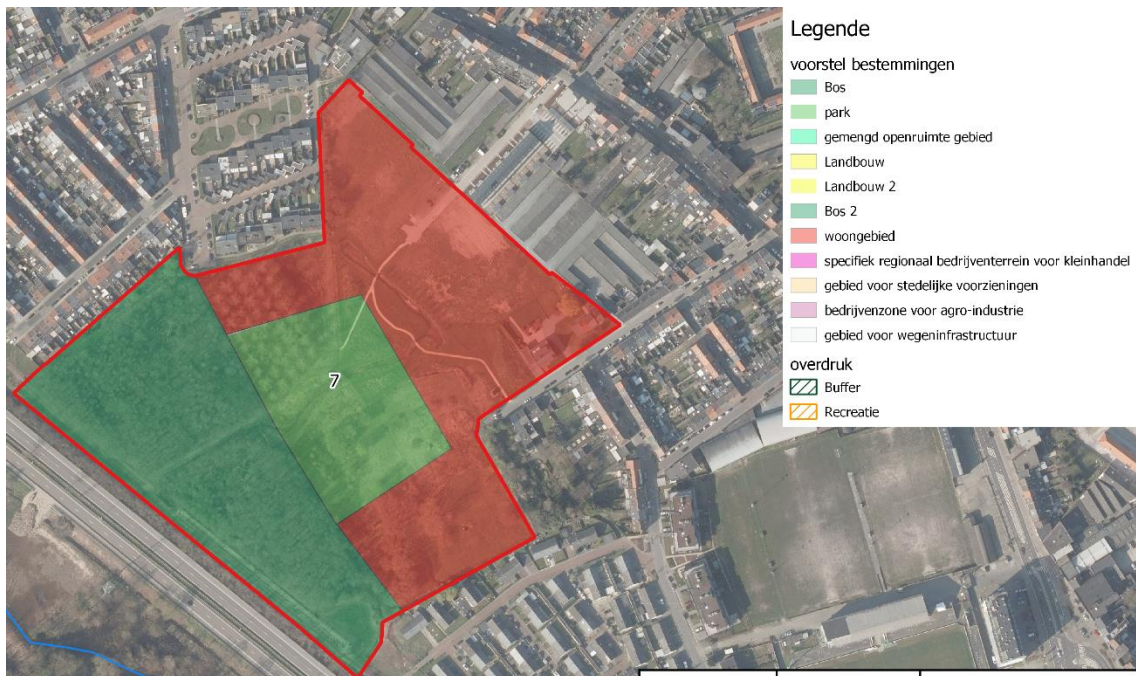 Legende
voorstel bestemmingen
Bos
park
gemengd openruimte gebied
Landbouw
Landbouw 2
Bos 2
woongebied
specifiek regionaal bedrijventerrein voor kleinhandel
gebied voor stedelijke voorzieningen
bedrijvenzone voor agro-industrie
gebied voor wegeninfrastructuur
overdruk
Buffer
Recreatie
7